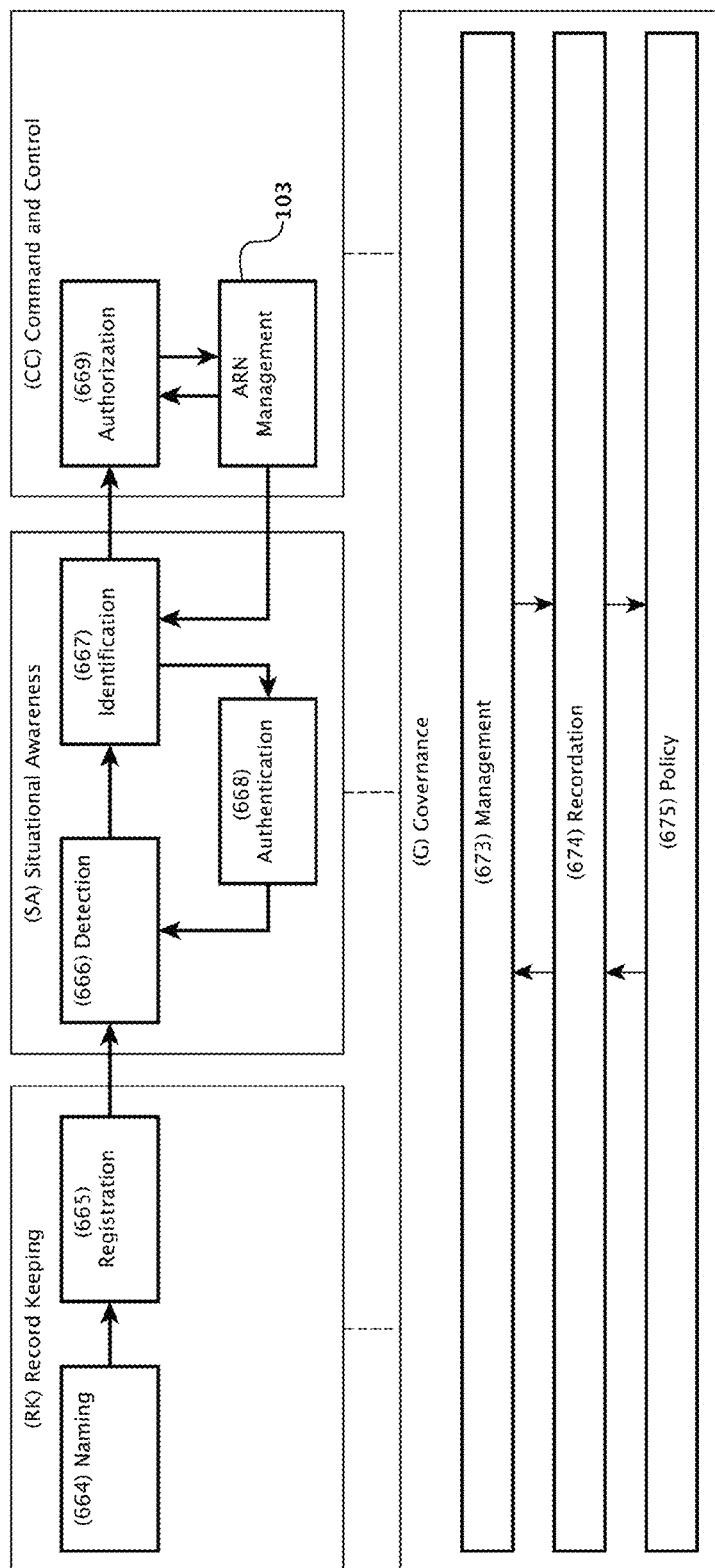 (RK) Record Keeping
(664) Naming
(665)
Registration
(SA) Situational Awareness
(666) Detection
(667)
Identification
(668)
Authentication
(CC) Command and Control
(669)
Authorization
ARN
Management
103
(G) Governance
(673) Management
(674) Recordation
(675) Policy